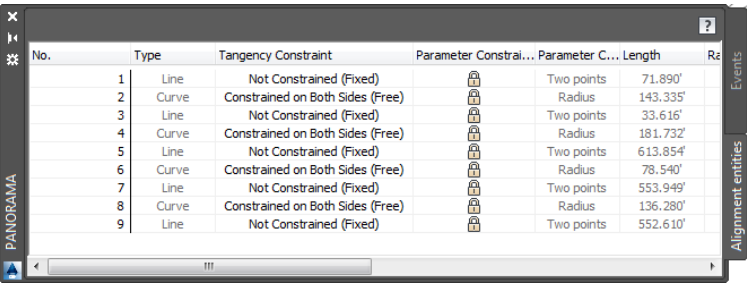 ?
No. Type Tangency Constraint Parameter Constrai... Parameter C... Length Ra
1 Line Not Constrained (Fixed) Two points 71.890'
2 Curve Constrained on Both Sides (Free) Radius 143.335'
3 Line Not Constrained (Fixed) Two points 33.616'
4 Curve Constrained on Both Sides (Free) Radius 181.732'
5 Line Not Constrained (Fixed) Two points 613.854'
6 Curve Constrained on Both Sides (Free) Radius 78.540'
7 Line Not Constrained (Fixed) Two points 553.949'
8 Curve Constrained on Both Sides (Free) Radius 136.280'
9 Line Not Constrained (Fixed) Two points 552.610'
PANORAMA
Events
Alignment entities